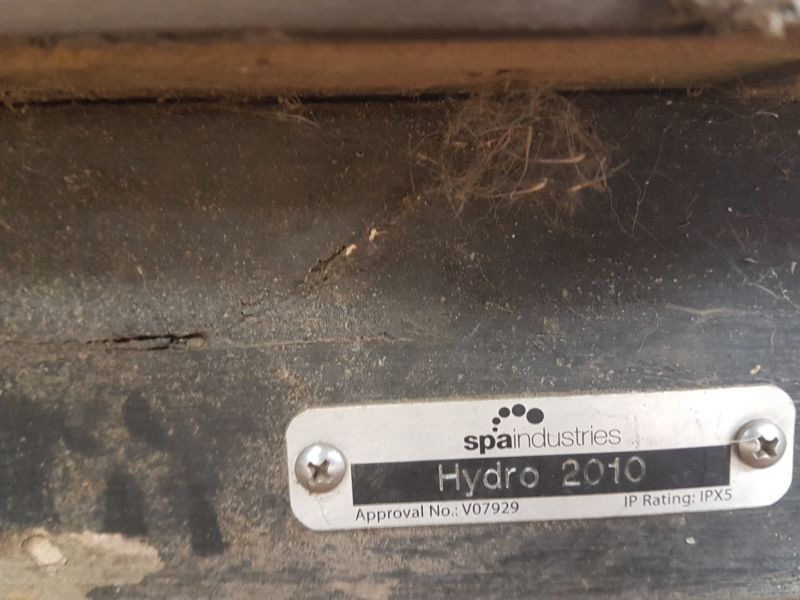 spaindustries
Hydro 2010
Approval No.: V07929
IP Rating: IPX5